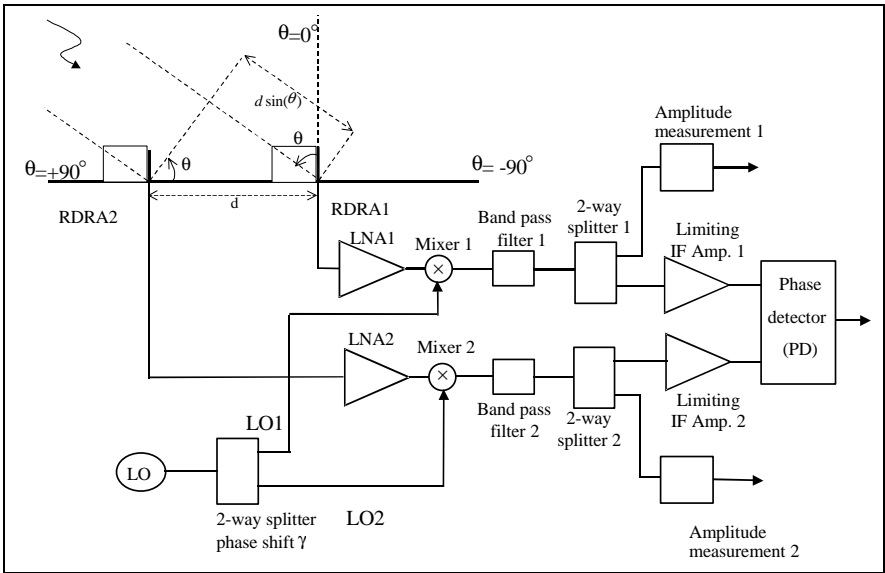 θ=0°
d sin(θ)
θ
θ
θ=+90°
θ= -90°
d
RDRA2
RDRA1
Amplitude
measurement 1
LNA1
Mixer 1
Band pass
filter 1
2-way
splitter 1
Limiting
IF Amp. 1
×
Phase
detector
(PD)
LNA2
Mixer 2
×
Band pass
filter 2
2-way
splitter 2
Limiting
IF Amp. 2
LO1
LO
LO2
2-way splitter
phase shift γ
Amplitude
measurement 2